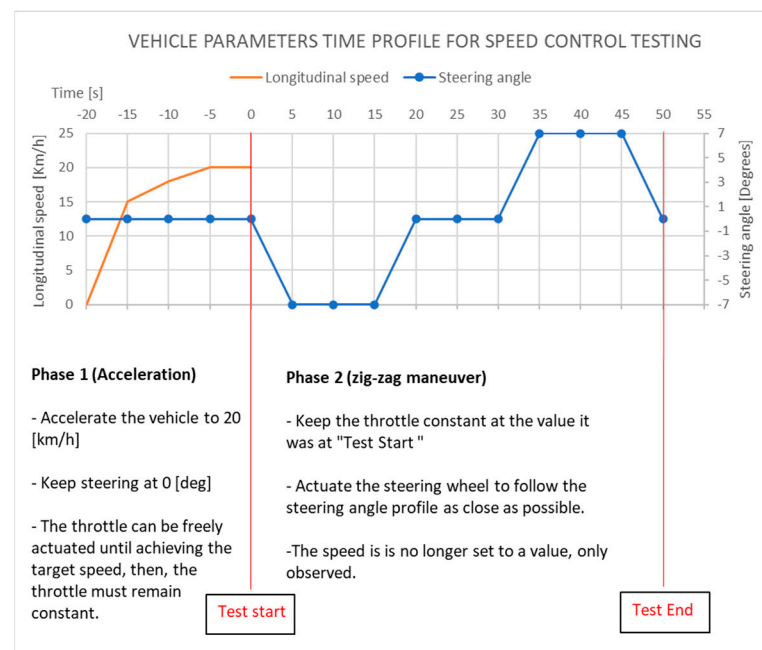 VEHICLE PARAMETERS TIME PROFILE FOR SPEED CONTROL TESTING
Longitudinal speed
Steering angle
Time [s]
-20 -15 -10 -5 0 5 10 15 20 25 30 35 40 45 50 55
Longitudinal speed [Km/h]
25
20
15
10
5
0
7
5
3
1
-1
-3
-5
-7
Steering angle [Degrees]
Phase 1 (Acceleration)
- Accelerate the vehicle to 20
[km/h]
- Keep steering at 0 [deg]
- The throttle can be freely
actuated until achieving the
target speed, then, the
throttle must remain
constant.
Phase 2 (zig-zag maneuver)
- Keep the throttle constant at the value it
was at "Test Start "
- Actuate the steering wheel to follow the
steering angle profile as close as possible.
-The speed is is no longer set to a value, only
observed.
Test start
Test End